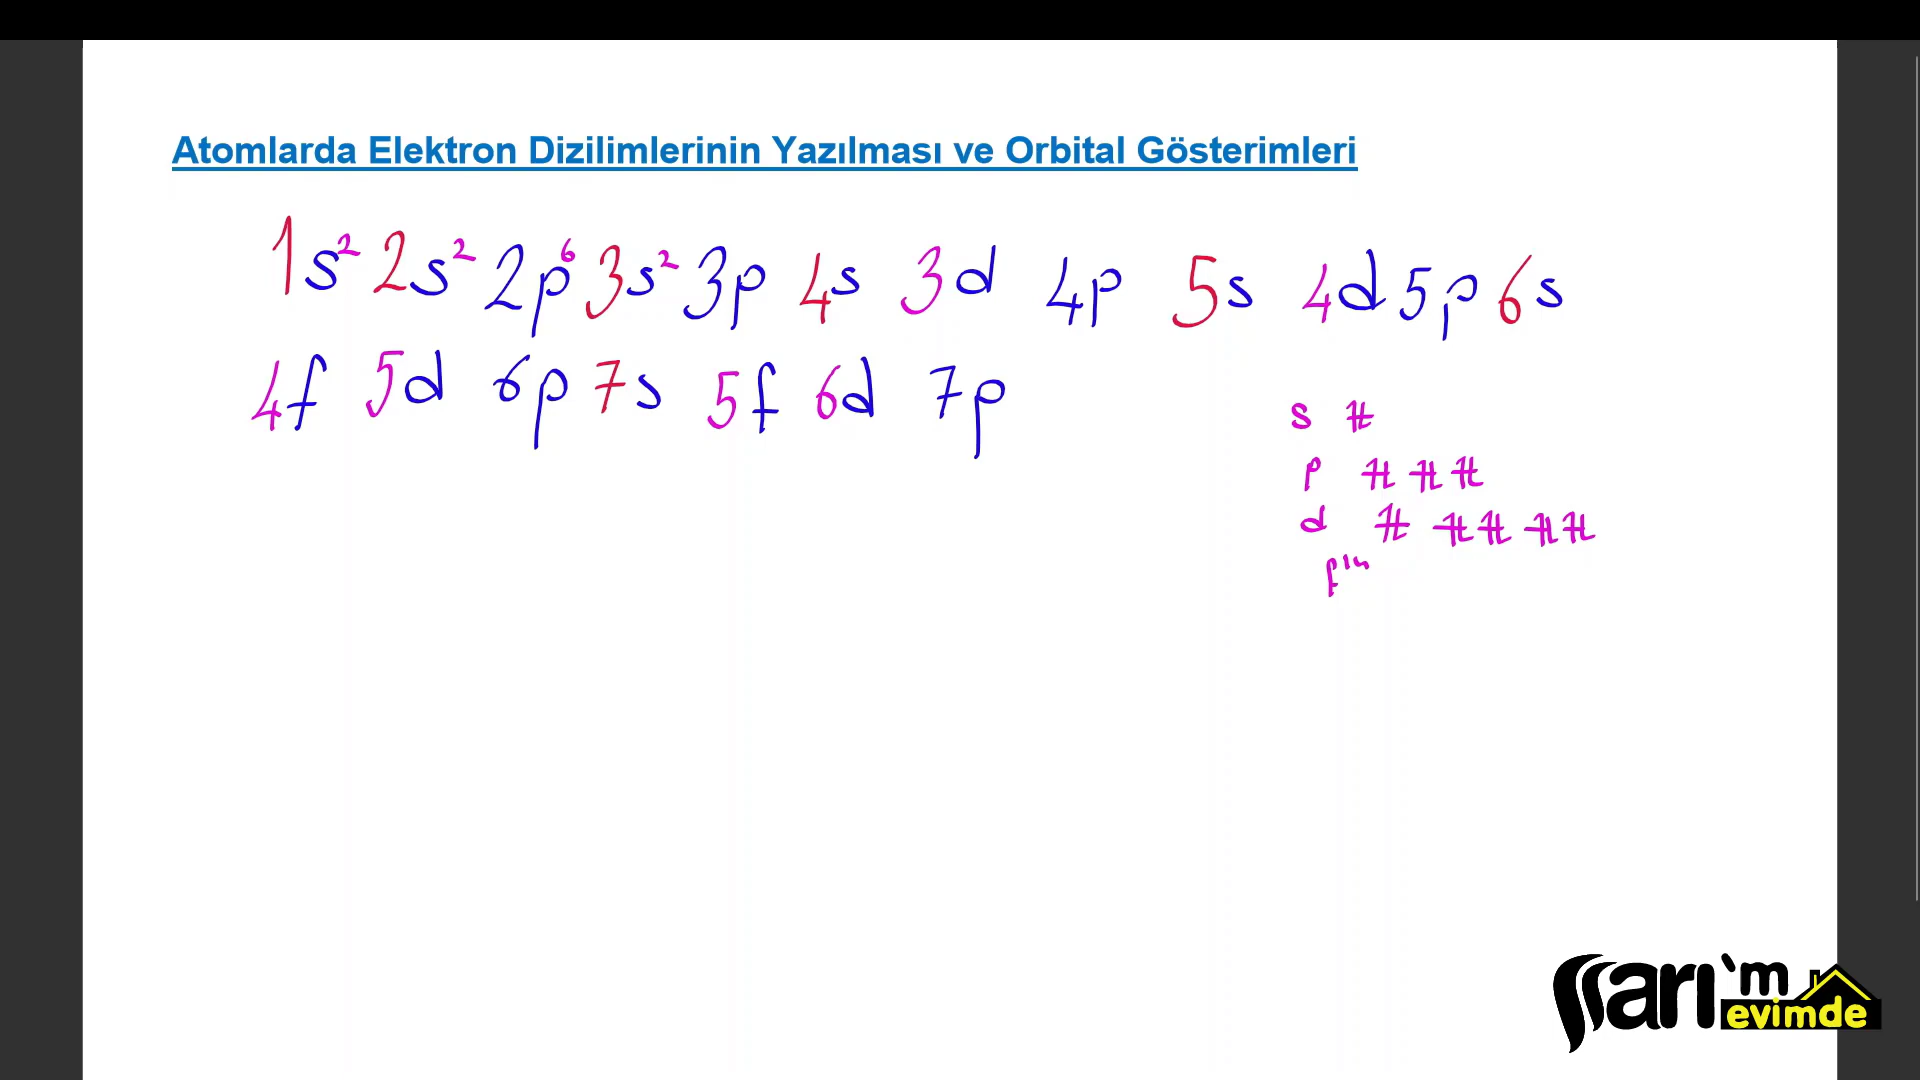 Atomlarda Elektron Dizilimlerinin Yazılması ve Orbital Gösterimleri
1s² 2s² 2p⁶ 3s² 3p 4s 3d 4p 5s 4d 5p 6s
4f 5d 6p 7s 5f 6d 7p
s
p
d
f¹⁴
sarı'm
evimde